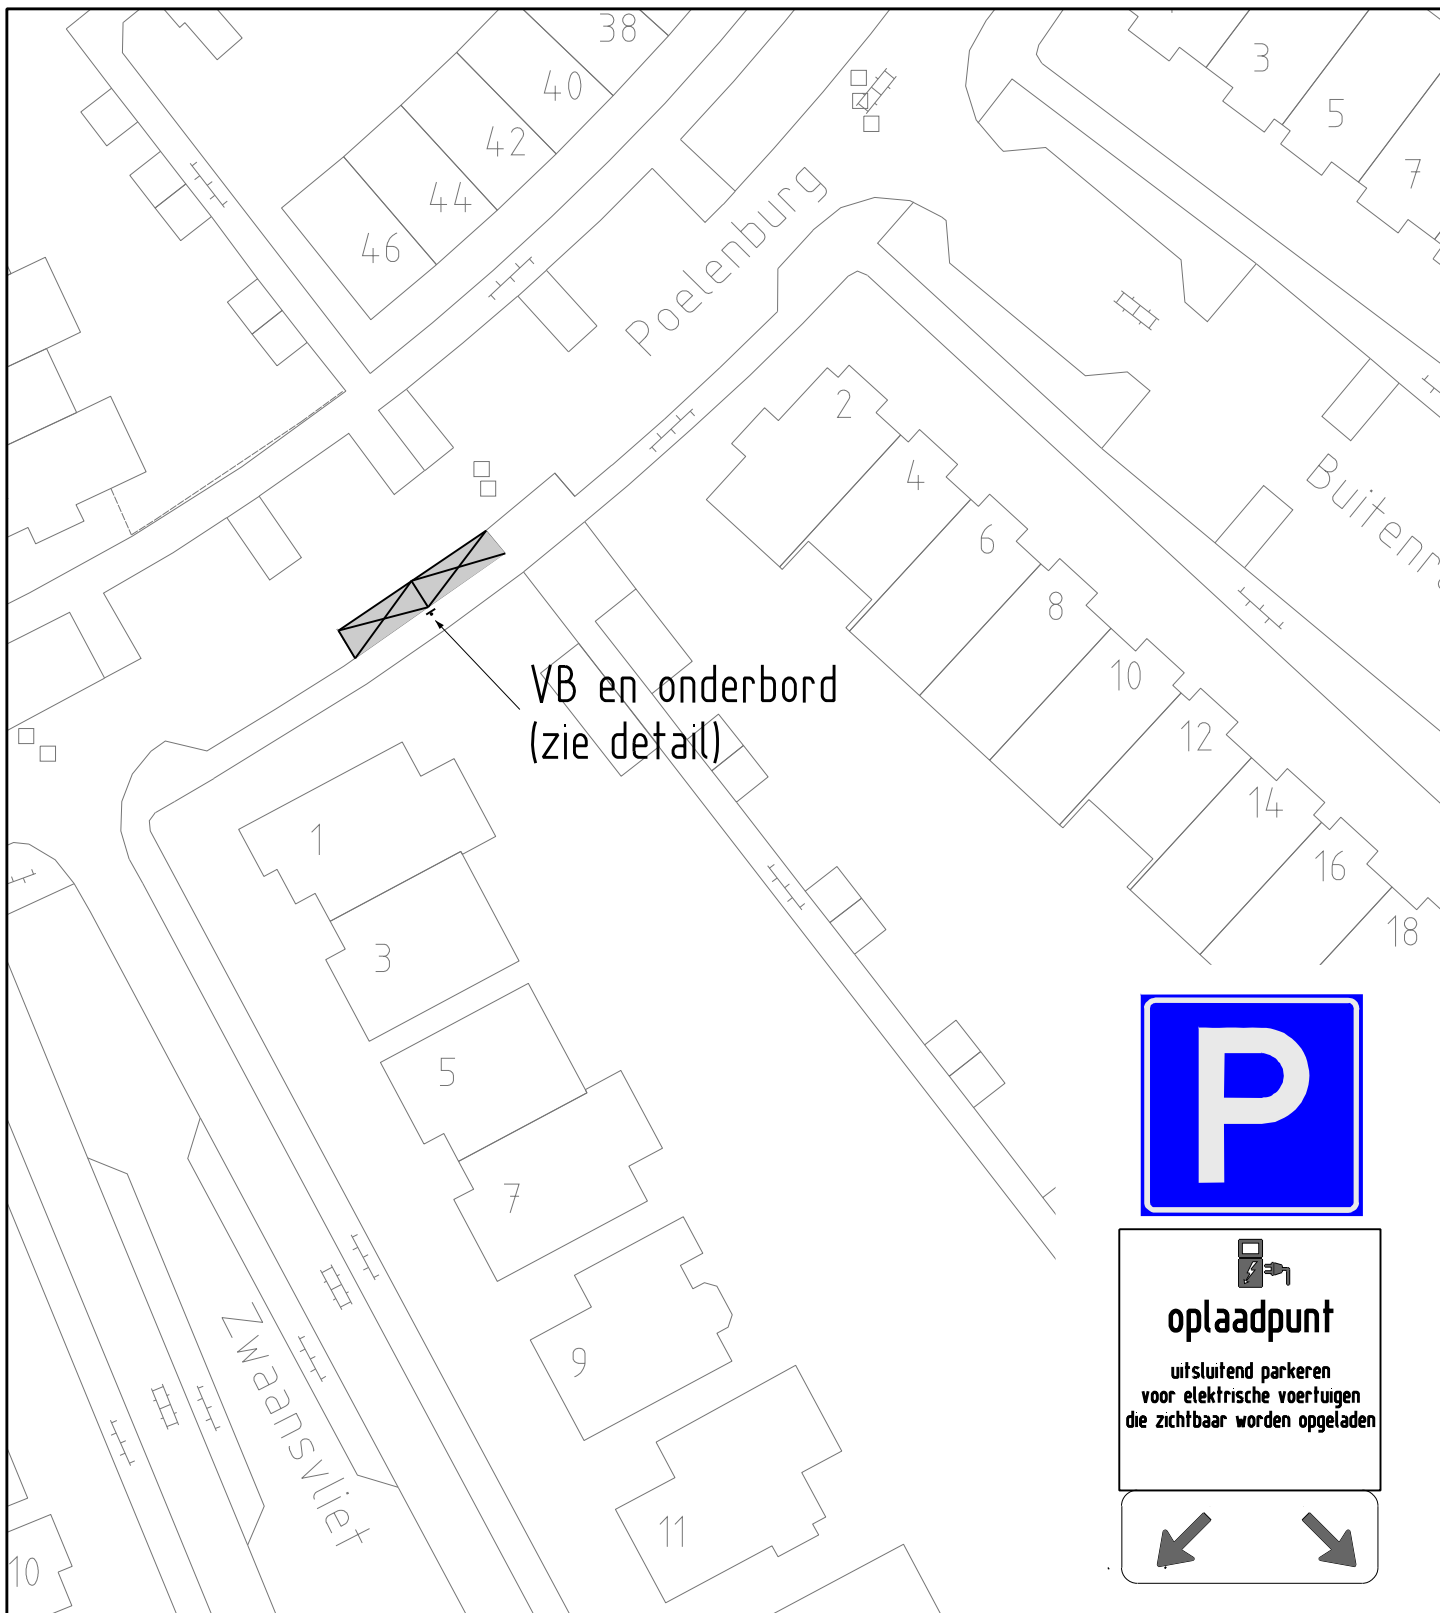 38
40
42
44
46
3
5
7
Poelenburg
2
4
6
8
10
12
14
16
18
VB en onderbord
(zie detail)
1
3
5
7
9
11
10
Zwaansvliet
P
oplaadpunt
uitsluitend parkeren
voor elektrische voertuigen
die zichtbaar worden opgeladen